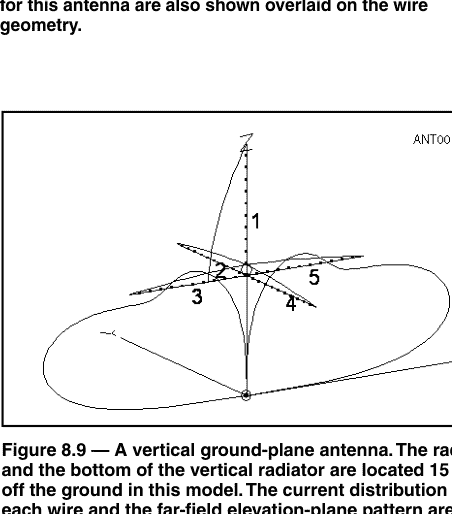 for this antenna are also shown overlaid on the wire
geometry.
ANT00
Z
1
2
5
3
4
Y
Figure 8.9 — A vertical ground-plane antenna. The
and the bottom of the vertical radiator are located 15
off the ground in this model. The current distribution
each wire and the far-field elevation-plane pattern are